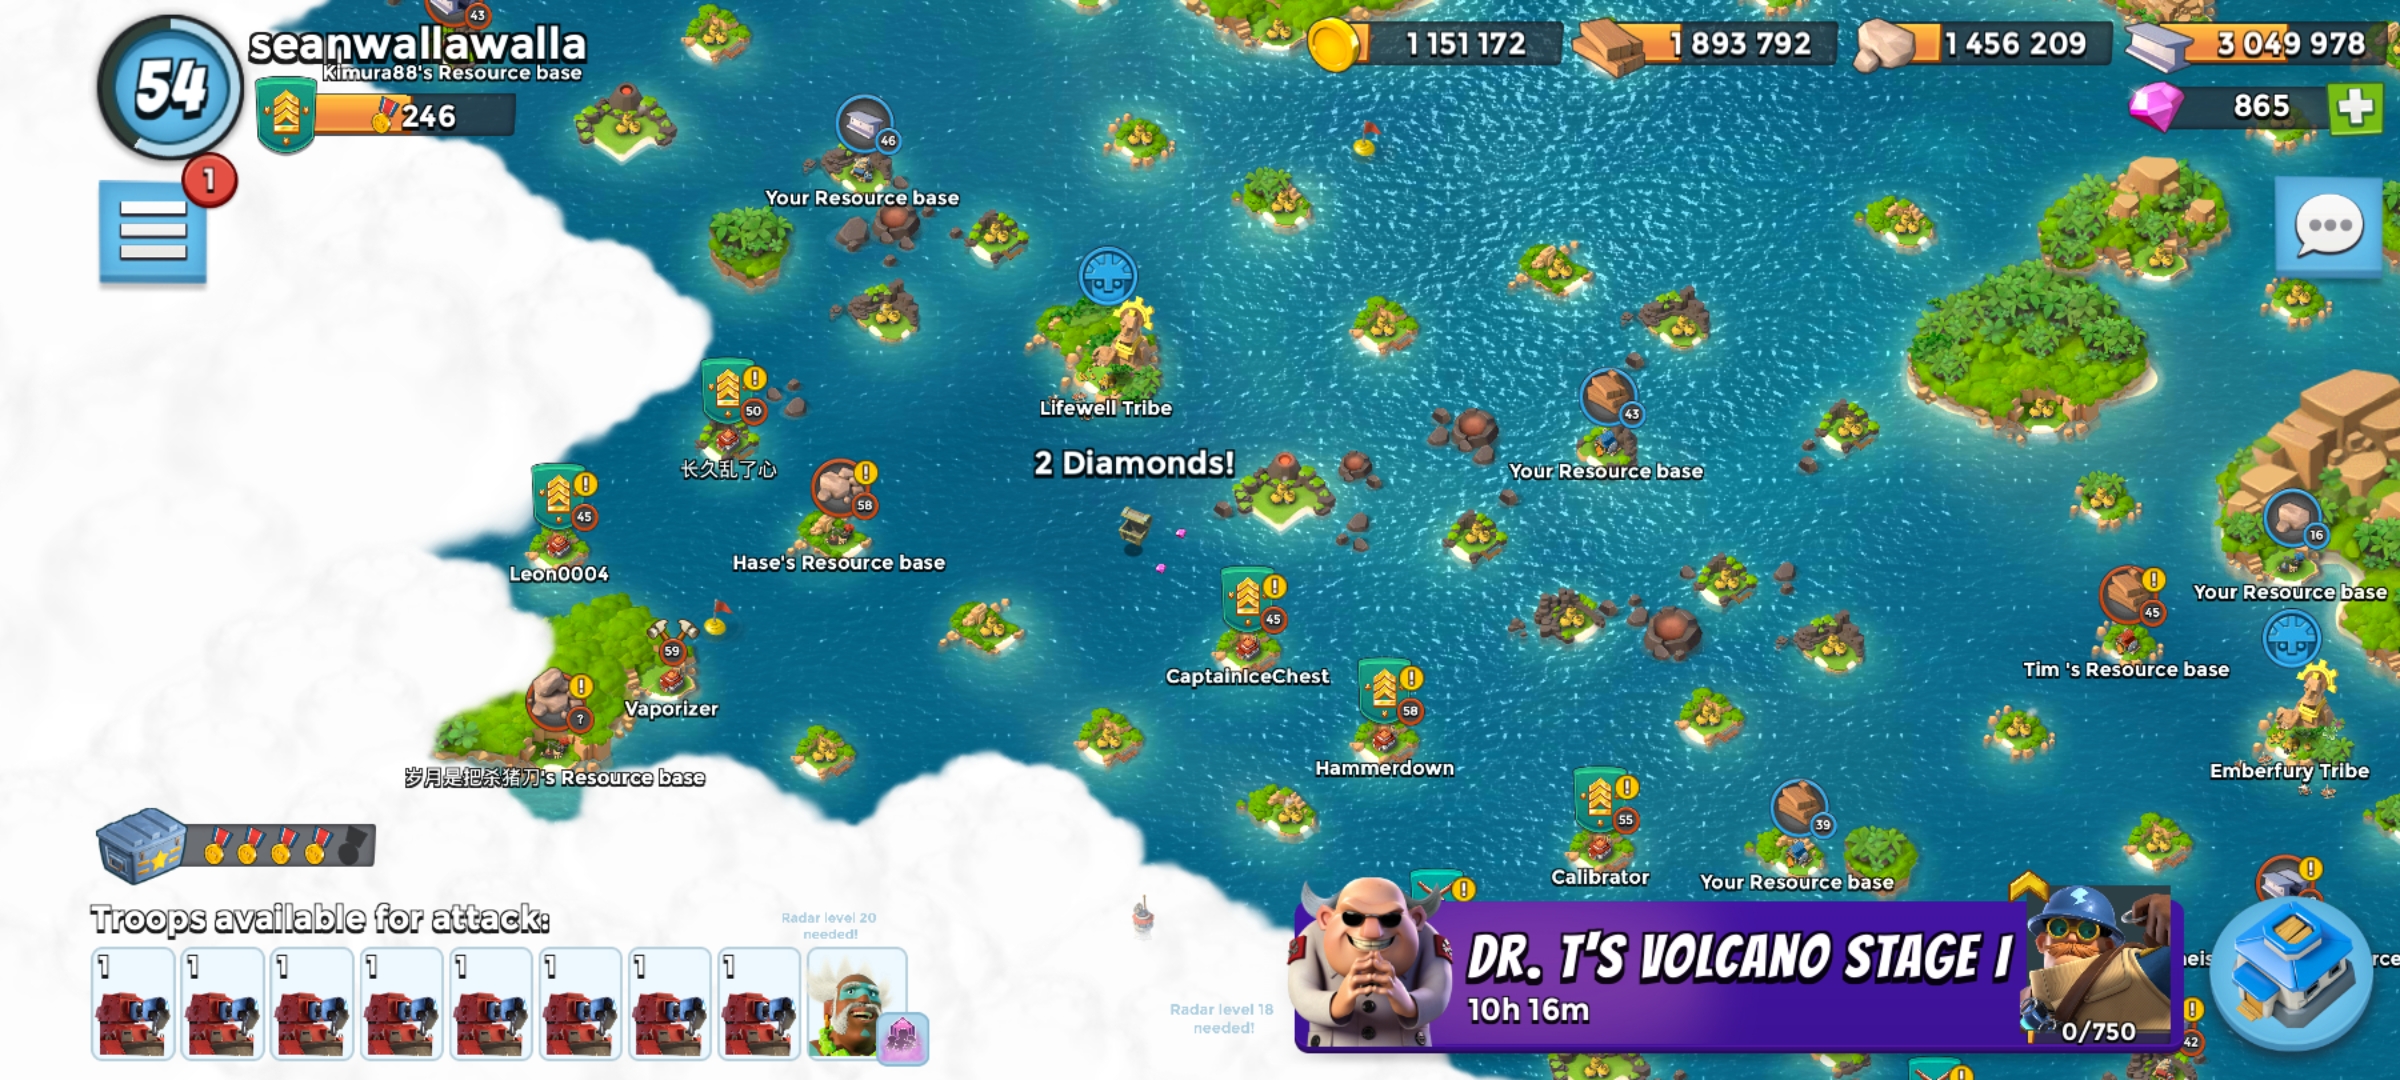 43
54
seanwallawalla
Kimura88's Resource base
246
1 151 172
1 893 792
1 456 209
3 049 978
865
1
46
Your Resource base
Lifewell Tribe
50
长久乱了心
2 Diamonds!
43
Your Resource base
45
Leon0004
58
Hase's Resource base
16
Your Resource base
45
CaptainIceChest
45
Tim 's Resource base
59
Vaporizer
?
岁月是把杀猪刀's Resource base
58
Hammerdown
Emberfury Tribe
55
Calibrator
39
Your Resource base
Troops available for attack:
Radar level 20
needed!
1
1
1
1
1
1
1
1
Radar level 18
needed!
DR. T'S VOLCANO STAGE I
10h 16m
0/750
42